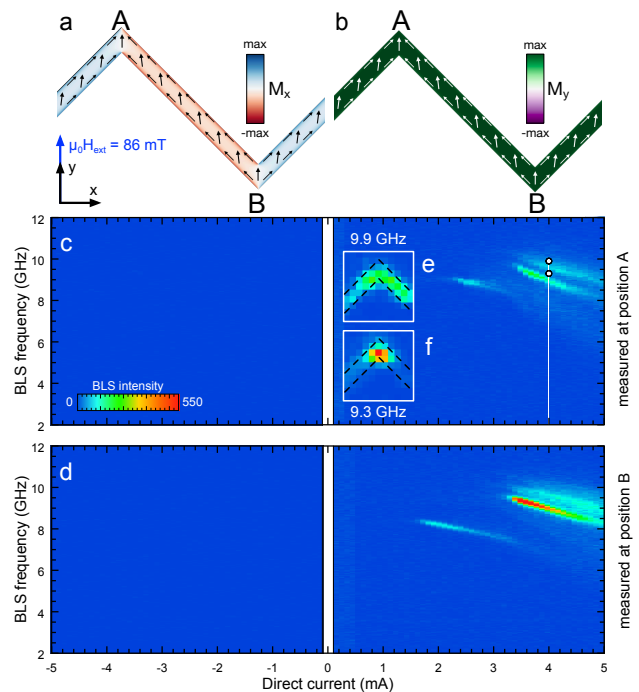 A
a
max
Mx
-max
μ0Hext = 86 mT
y
x
B
A
b
max
My
-max
B
12
10
8
6
4
2
BLS frequency (GHz)
c
BLS intensity
0
550
9.9 GHz
e
f
9.3 GHz
measured at position A
12
10
8
6
4
2
BLS frequency (GHz)
d
measured at position B
-5 -4 -3 -2 -1 0 1 2 3 4 5
Direct current (mA)